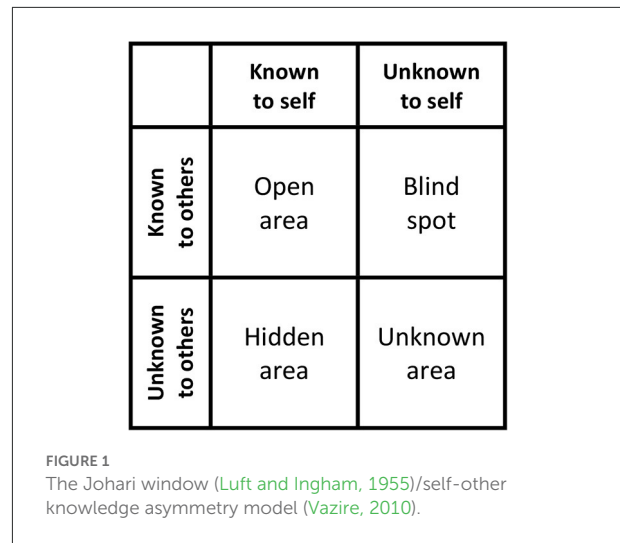 Known
to self
Unknown
to self
Known
to others
Open
area
Blind
spot
Unknown
to others
Hidden
area
Unknown
area
FIGURE 1
The Johari window (Luft and Ingham, 1955)/self-other
knowledge asymmetry model (Vazire, 2010).